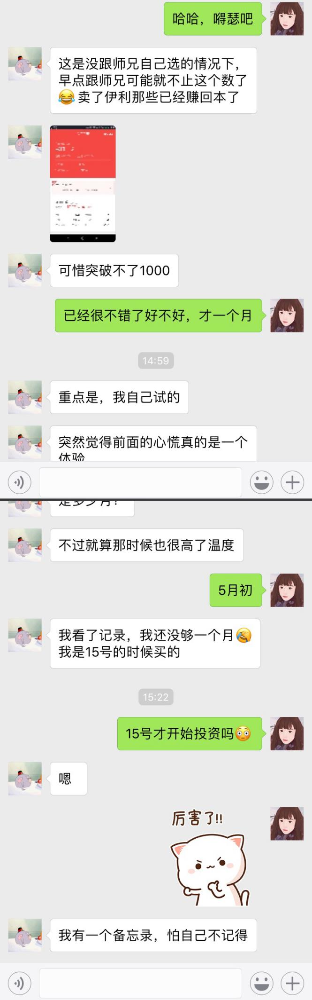 哈哈，嘚瑟吧
这是没跟师兄自己选的情况下，
早点跟师兄可能就不止这个数了
😂卖了伊利那些已经赚回本了
可惜突破不了1000
已经很不错了好不好，才一个月
14:59
重点是，我自己试的
突然觉得前面的心慌真的是一个
体验
是多少月？
不过就算那时候也很高了温度
5月初
我看了记录，我还没够一个月🤣
我是15号的时候买的
15:22
15号才开始投资吗😳
嗯
厉害了!!
我有一个备忘录，怕自己不记得